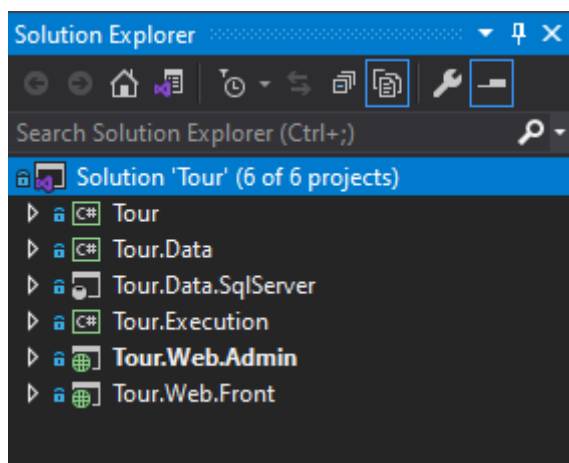 Solution Explorer
Search Solution Explorer (Ctrl+;)
Solution 'Tour' (6 of 6 projects)
C# Tour
C# Tour.Data
Tour.Data.SqlServer
C# Tour.Execution
Tour.Web.Admin
Tour.Web.Front